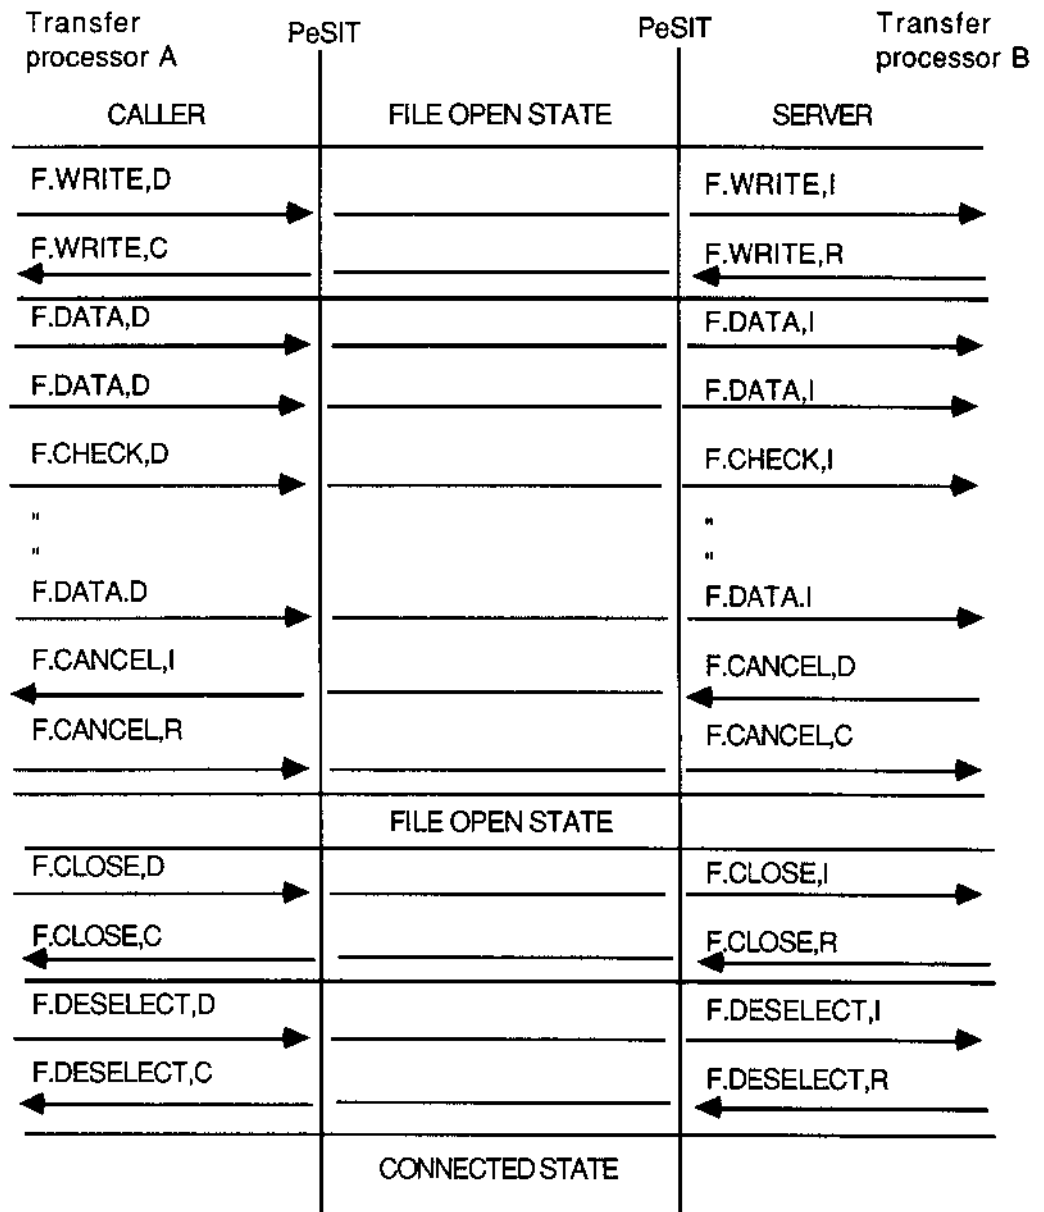 Transfer processor A
PeSIT
PeSIT
Transfer processor B
CALLER
FILE OPEN STATE
SERVER
F.WRITE,D
F.WRITE,I
F.WRITE,C
F.WRITE,R
F.DATA,D
F.DATA,I
F.DATA,D
F.DATA,I
F.CHECK,D
F.CHECK,I
"
"
"
"
F.DATA.D
F.DATA.I
F.CANCEL,I
F.CANCEL,D
F.CANCEL,R
F.CANCEL,C
FILE OPEN STATE
F.CLOSE,D
F.CLOSE,I
F.CLOSE,C
F.CLOSE,R
F.DESELECT,D
F.DESELECT,I
F.DESELECT,C
F.DESELECT,R
CONNECTED STATE